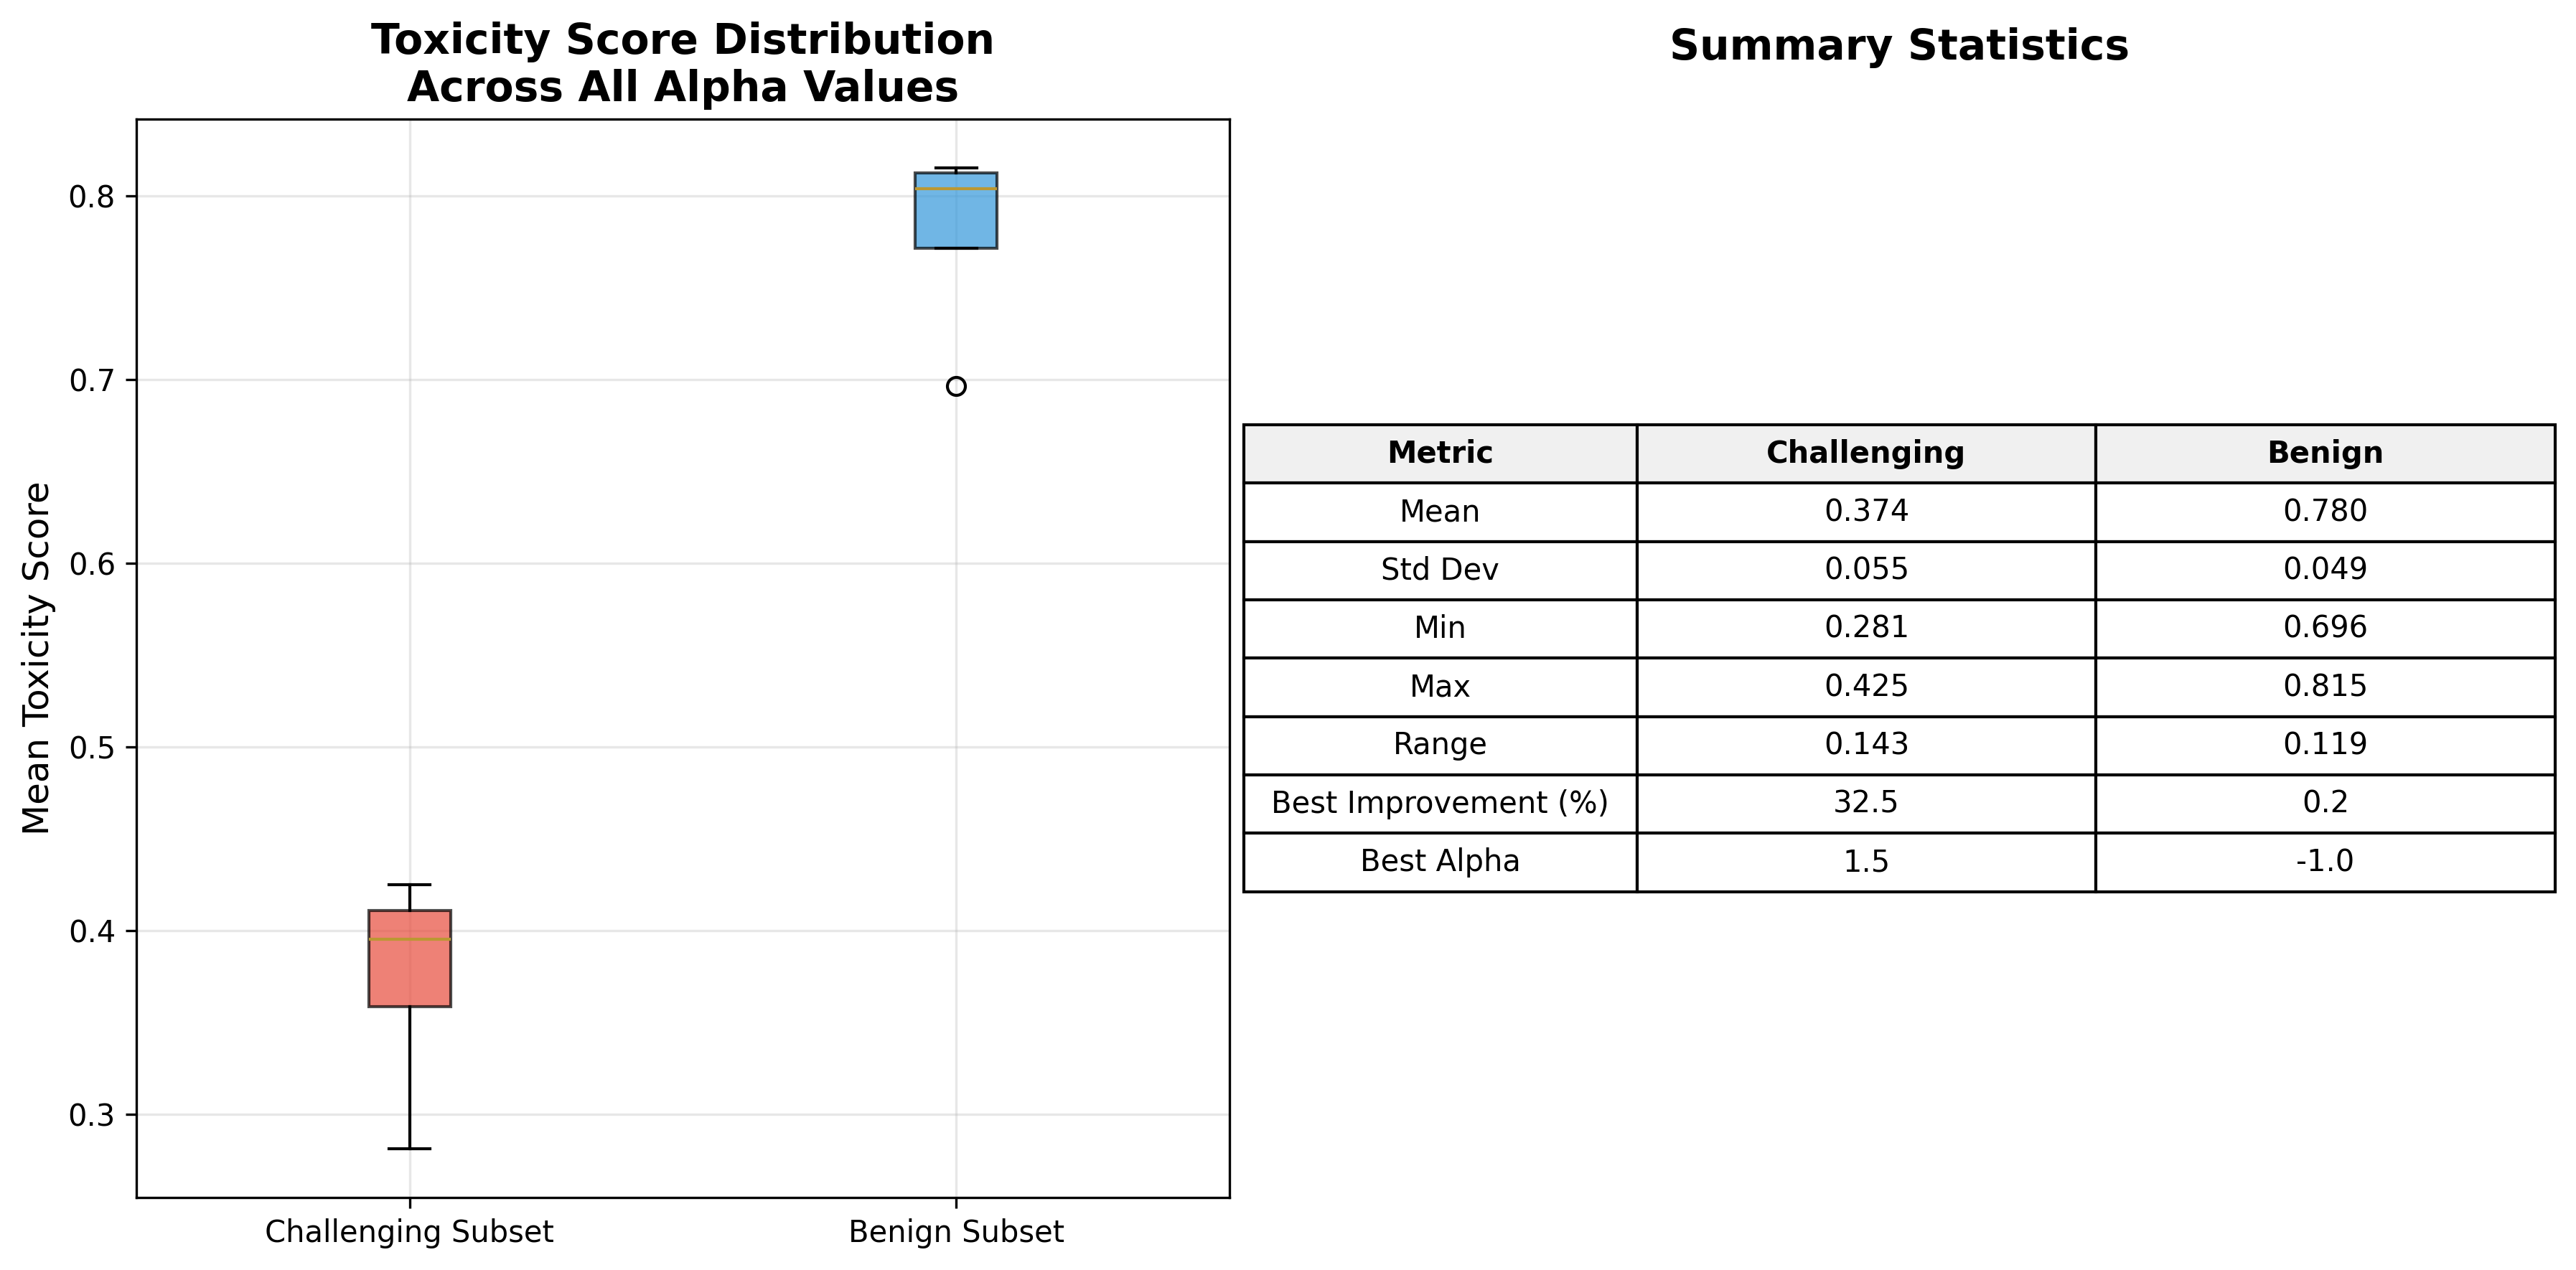 Toxicity Score Distribution
Across All Alpha Values
Mean Toxicity Score
0.8
0.7
0.6
0.5
0.4
0.3
Challenging Subset Benign Subset
Summary Statistics
Metric Challenging Benign
Mean 0.374 0.780
Std Dev 0.055 0.049
Min 0.281 0.696
Max 0.425 0.815
Range 0.143 0.119
Best Improvement (%) 32.5 0.2
Best Alpha 1.5 -1.0